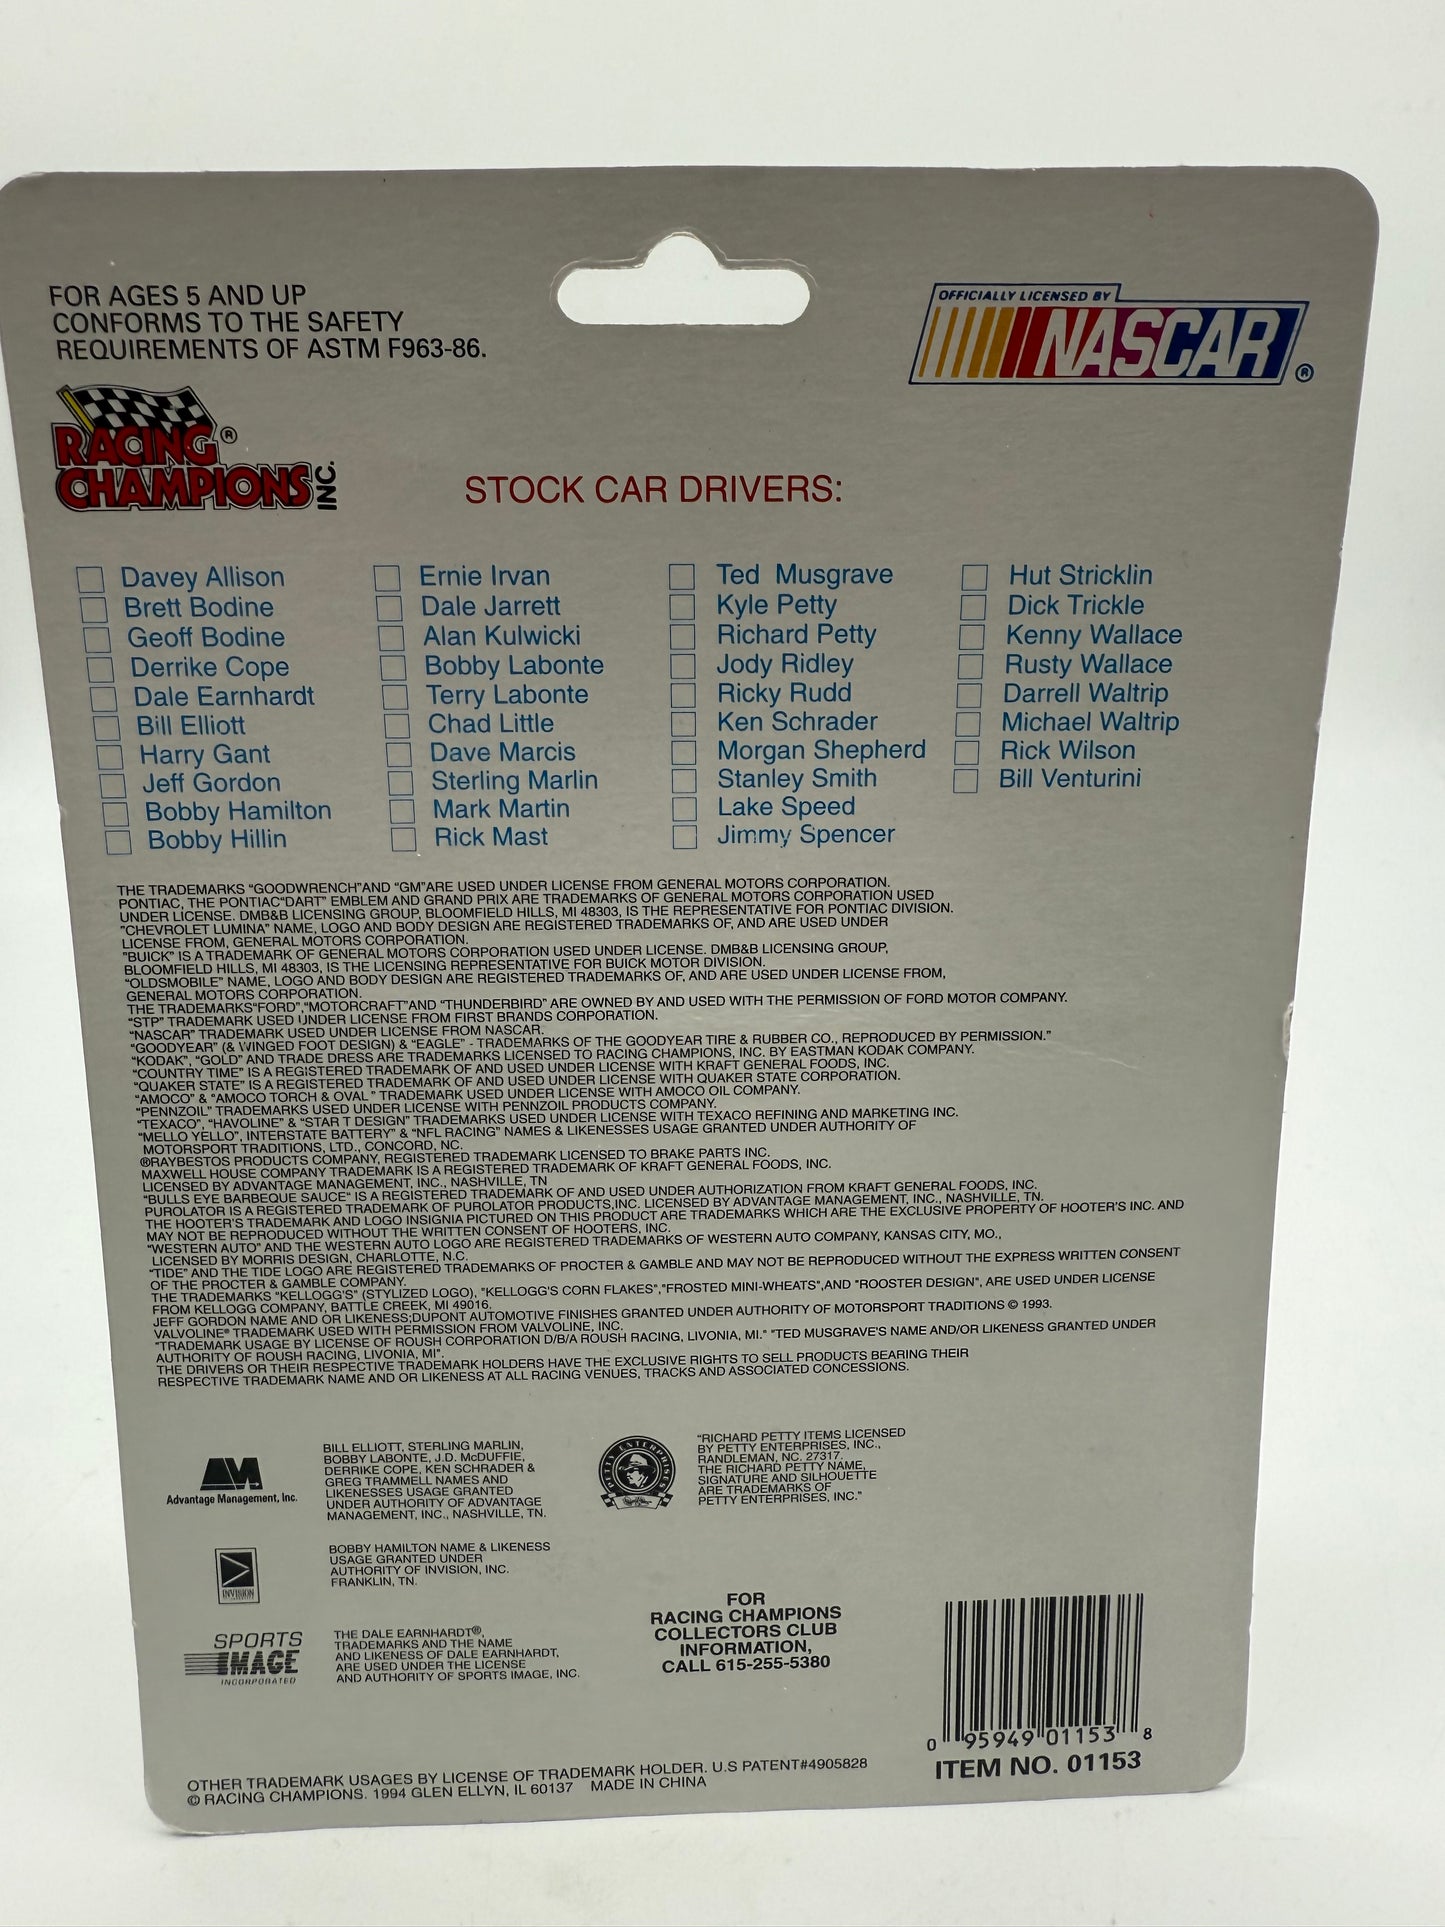 FOR AGES 5 AND UP
CONFORMS TO THE SAFETY
REQUIREMENTS OF ASTM F963-86.
OFFICIALLY LICENSED BY
NASCAR ®
RACING ®
CHAMPIONS INC.
STOCK CAR DRIVERS:
Davey Allison
Brett Bodine
Geoff Bodine
Derrike Cope
Dale Earnhardt
Bill Elliott
Harry Gant
Jeff Gordon
Bobby Hamilton
Bobby Hillin
Ernie Irvan
Dale Jarrett
Alan Kulwicki
Bobby Labonte
Terry Labonte
Chad Little
Dave Marcis
Sterling Marlin
Mark Martin
Rick Mast
Ted Musgrave
Kyle Petty
Richard Petty
Jody Ridley
Ricky Rudd
Ken Schrader
Morgan Shepherd
Stanley Smith
Lake Speed
Jimmy Spencer
Hut Stricklin
Dick Trickle
Kenny Wallace
Rusty Wallace
Darrell Waltrip
Michael Waltrip
Rick Wilson
Bill Venturini
THE TRADEMARKS "GOODWRENCH"AND "GM"ARE USED UNDER LICENSE FROM GENERAL MOTORS CORPORATION.
PONTIAC, THE PONTIAC"DART" EMBLEM AND GRAND PRIX ARE TRADEMARKS OF GENERAL MOTORS CORPORATION USED
UNDER LICENSE. DMB&B LICENSING GROUP, BLOOMFIELD HILLS, MI 48303, IS THE REPRESENTATIVE FOR PONTIAC DIVISION.
"CHEVROLET LUMINA" NAME, LOGO AND BODY DESIGN ARE REGISTERED TRADEMARKS OF, AND ARE USED UNDER
LICENSE FROM, GENERAL MOTORS CORPORATION.
"BUICK" IS A TRADEMARK OF GENERAL MOTORS CORPORATION USED UNDER LICENSE. DMB&B LICENSING GROUP,
BLOOMFIELD HILLS, MI 48303, IS THE LICENSING REPRESENTATIVE FOR BUICK MOTOR DIVISION.
"OLDSMOBILE" NAME, LOGO AND BODY DESIGN ARE REGISTERED TRADEMARKS OF, AND ARE USED UNDER LICENSE FROM,
GENERAL MOTORS CORPORATION.
THE TRADEMARKS"FORD","MOTORCRAFT"AND "THUNDERBIRD" ARE OWNED BY AND USED WITH THE PERMISSION OF FORD MOTOR COMPANY.
"STP" TRADEMARK USED UNDER LICENSE FROM FIRST BRANDS CORPORATION.
"NASCAR" TRADEMARK USED UNDER LICENSE FROM NASCAR.
"GOODYEAR" (& WINGED FOOT DESIGN) & "EAGLE" - TRADEMARKS OF THE GOODYEAR TIRE & RUBBER CO., REPRODUCED BY PERMISSION."
"KODAK", "GOLD" AND TRADE DRESS ARE TRADEMARKS LICENSED TO RACING CHAMPIONS, INC. BY EASTMAN KODAK COMPANY.
"COUNTRY TIME" IS A REGISTERED TRADEMARK OF AND USED UNDER LICENSE WITH KRAFT GENERAL FOODS, INC.
"QUAKER STATE" IS A REGISTERED TRADEMARK OF AND USED UNDER LICENSE WITH QUAKER STATE CORPORATION.
"AMOCO" & "AMOCO TORCH & OVAL " TRADEMARK USED UNDER LICENSE WITH AMOCO OIL COMPANY.
"PENNZOIL" TRADEMARKS USED UNDER LICENSE WITH PENNZOIL PRODUCTS COMPANY.
"TEXACO", "HAVOLINE" & "STAR T DESIGN" TRADEMARKS USED UNDER LICENSE WITH TEXACO REFINING AND MARKETING INC.
"MELLO YELLO", INTERSTATE BATTERY" & "NFL RACING" NAMES & LIKENESSES USAGE GRANTED UNDER AUTHORITY OF
MOTORSPORT TRADITIONS, LTD., CONCORD, NC.
®RAYBESTOS PRODUCTS COMPANY, REGISTERED TRADEMARK LICENSED TO BRAKE PARTS INC.
MAXWELL HOUSE COMPANY TRADEMARK IS A REGISTERED TRADEMARK OF KRAFT GENERAL FOODS, INC.
LICENSED BY ADVANTAGE MANAGEMENT, INC., NASHVILLE, TN
"BULLS EYE BARBEQUE SAUCE" IS A REGISTERED TRADEMARK OF AND USED UNDER AUTHORIZATION FROM KRAFT GENERAL FOODS, INC.
PUROLATOR IS A REGISTERED TRADEMARK OF PUROLATOR PRODUCTS,INC. LICENSED BY ADVANTAGE MANAGEMENT, INC., NASHVILLE, TN.
THE HOOTER'S TRADEMARK AND LOGO INSIGNIA PICTURED ON THIS PRODUCT ARE TRADEMARKS WHICH ARE THE EXCLUSIVE PROPERTY OF HOOTER'S INC. AND
MAY NOT BE REPRODUCED WITHOUT THE WRITTEN CONSENT OF HOOTERS, INC.
"WESTERN AUTO" AND THE WESTERN AUTO LOGO ARE REGISTERED TRADEMARKS OF WESTERN AUTO COMPANY, KANSAS CITY, MO.,
LICENSED BY MORRIS DESIGN, CHARLOTTE, N.C.
"TIDE" AND THE TIDE LOGO ARE REGISTERED TRADEMARKS OF PROCTER & GAMBLE AND MAY NOT BE REPRODUCED WITHOUT THE EXPRESS WRITTEN CONSENT
OF THE PROCTER & GAMBLE COMPANY.
THE TRADEMARKS "KELLOGG'S" (STYLIZED LOGO), "KELLOGG'S CORN FLAKES","FROSTED MINI-WHEATS",AND "ROOSTER DESIGN", ARE USED UNDER LICENSE
FROM KELLOGG COMPANY, BATTLE CREEK, MI 49016.
JEFF GORDON NAME AND OR LIKENESS;DUPONT AUTOMOTIVE FINISHES GRANTED UNDER AUTHORITY OF MOTORSPORT TRADITIONS © 1993.
VALVOLINE® TRADEMARK USED WITH PERMISSION FROM VALVOLINE, INC.
"TRADEMARK USAGE BY LICENSE OF ROUSH CORPORATION D/B/A ROUSH RACING, LIVONIA, MI." "TED MUSGRAVE'S NAME AND/OR LIKENESS GRANTED UNDER
AUTHORITY OF ROUSH RACING, LIVONIA, MI".
THE DRIVERS OR THEIR RESPECTIVE TRADEMARK HOLDERS HAVE THE EXCLUSIVE RIGHTS TO SELL PRODUCTS BEARING THEIR
RESPECTIVE TRADEMARK NAME AND OR LIKENESS AT ALL RACING VENUES, TRACKS AND ASSOCIATED CONCESSIONS.
AM
Advantage Management, Inc.
BILL ELLIOTT, STERLING MARLIN,
BOBBY LABONTE, J.D. McDUFFIE,
DERRIKE COPE, KEN SCHRADER &
GREG TRAMMELL NAMES AND
LIKENESSES USAGE GRANTED
UNDER AUTHORITY OF ADVANTAGE
MANAGEMENT, INC., NASHVILLE, TN.
PETTY ENTERPRISES
"RICHARD PETTY ITEMS LICENSED
BY PETTY ENTERPRISES, INC.,
RANDLEMAN, NC. 27317.
THE RICHARD PETTY NAME,
SIGNATURE AND SILHOUETTE
ARE TRADEMARKS OF
PETTY ENTERPRISES, INC."
INVISION
BOBBY HAMILTON NAME & LIKENESS
USAGE GRANTED UNDER
AUTHORITY OF INVISION, INC.
FRANKLIN, TN.
SPORTS
IMAGE
INCORPORATED
THE DALE EARNHARDT®,
TRADEMARKS AND THE NAME
AND LIKENESS OF DALE EARNHARDT,
ARE USED UNDER THE LICENSE
AND AUTHORITY OF SPORTS IMAGE, INC.
FOR
RACING CHAMPIONS
COLLECTORS CLUB
INFORMATION,
CALL 615-255-5380
0 95949 01153 8
ITEM NO. 01153
OTHER TRADEMARK USAGES BY LICENSE OF TRADEMARK HOLDER. U.S PATENT#4905828
© RACING CHAMPIONS. 1994 GLEN ELLYN, IL 60137 MADE IN CHINA